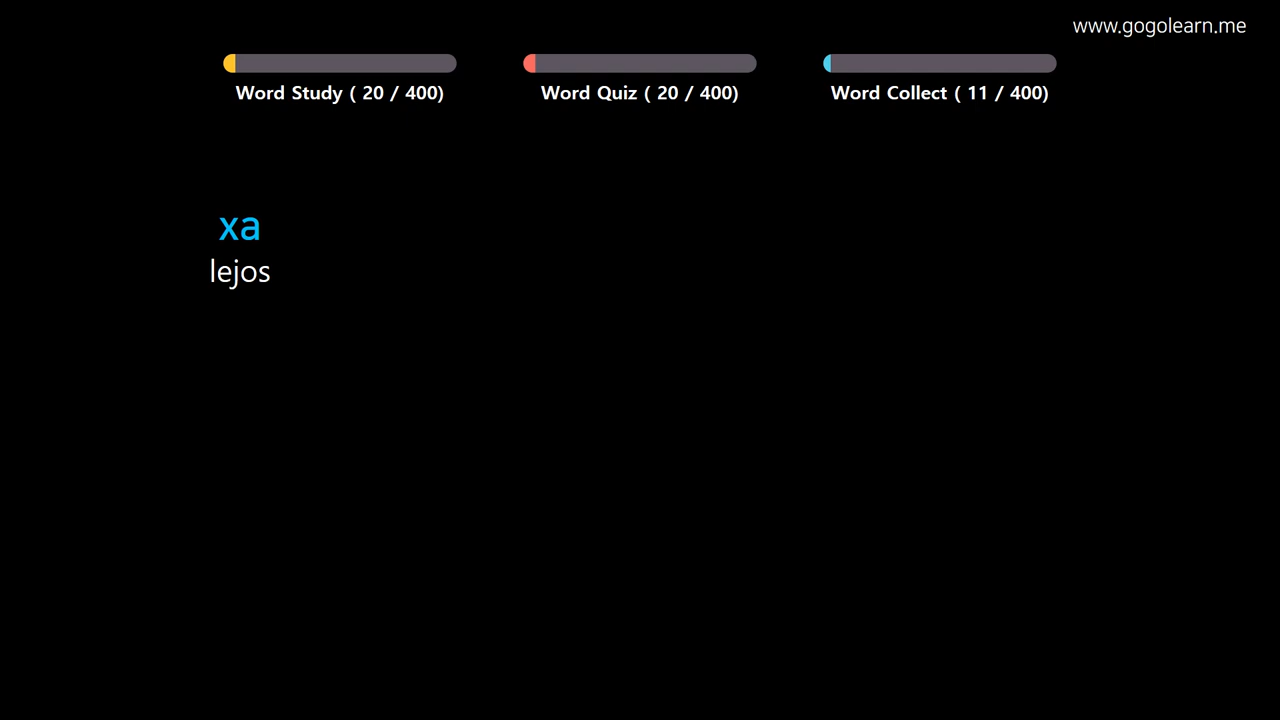 www.gogolearn.me
Word Study ( 20 / 400)
Word Quiz ( 20 / 400)
Word Collect ( 11 / 400)
xa
lejos